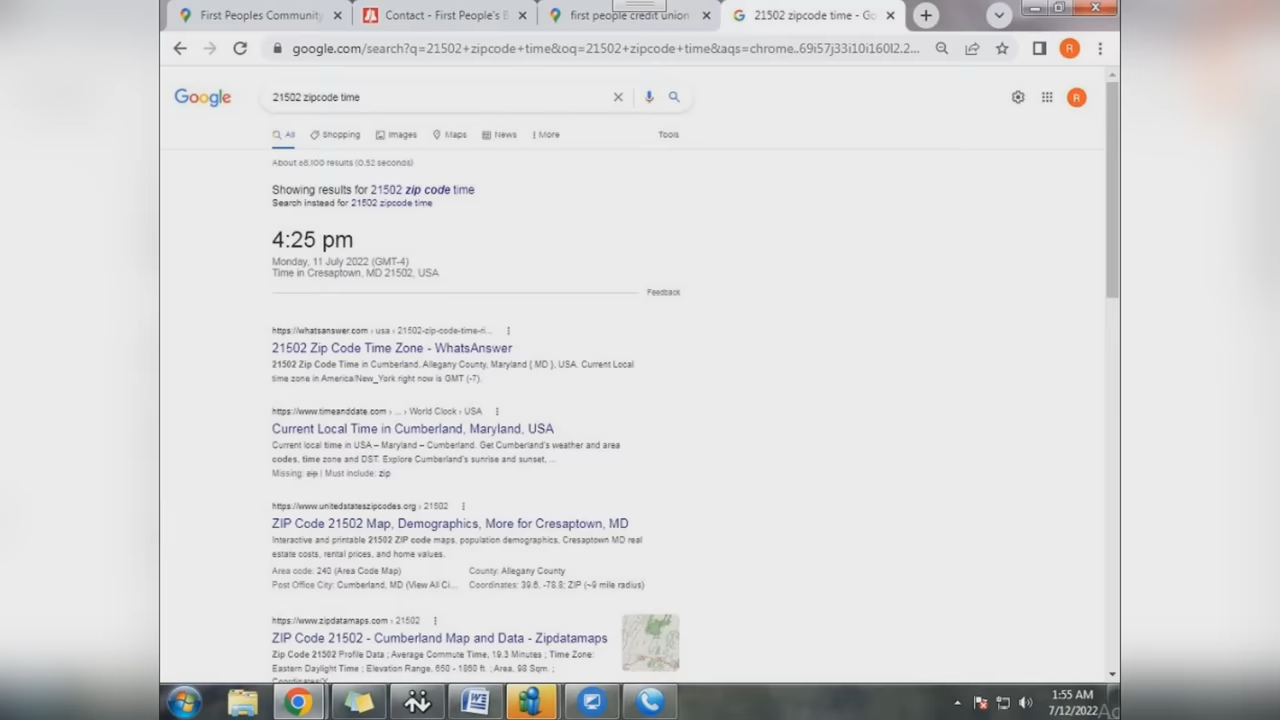 First Peoples Community
Contact - First People's B
first people credit union
21502 zipcode time - Go
google.com/search?q=21502+zipcode+time&oq=21502+zipcode+time&aqs=chrome..69i57j33i10i160l2.2...
R
Google
21502 zipcode time
R
All
Shopping
Images
Maps
News
More
Tools
results (0.52 seconds)
Showing results for 21502 zip code time
Search instead for 21502 zipcode time
4:25 pm
Monday, 11 July 2022 (GMT-4)
Time in Cresaptown, MD 21502, USA
Feedback
https://whatsanswer.com › usa › 21502-zip-code-time-ri...
21502 Zip Code Time Zone - WhatsAnswer
21502 Zip Code Time in Cumberland, Allegany County, Maryland ( MD ), USA. Current Local
time zone in America/New_York right now is GMT (-7).
https://www.timeanddate.com › ... › World Clock › USA
Current Local Time in Cumberland, Maryland, USA
Current local time in USA – Maryland – Cumberland. Get Cumberland's weather and area
codes, time zone and DST. Explore Cumberland's sunrise and sunset, ...
Missing: zip | Must include: zip
https://www.unitedstateszipcodes.org › 21502
ZIP Code 21502 Map, Demographics, More for Cresaptown, MD
Interactive and printable 21502 ZIP code maps, population demographics, Cresaptown MD real
estate costs, rental prices, and home values.
Area code: 240 (Area Code Map) County: Allegany County
Post Office City: Cumberland, MD (View All Ci... Coordinates: 39.6, -78.8; ZIP (~9 mile radius)
https://www.zipdatamaps.com › 21502
ZIP Code 21502 - Cumberland Map and Data - Zipdatamaps
Zip Code 21502 Profile Data ; Average Commute Time, 19.3 Minutes ; Time Zone:
Eastern Daylight Time ; Elevation Range, 650 - 1860 ft. ; Area, 98 Sqm. ;
1:55 AM
7/12/2022